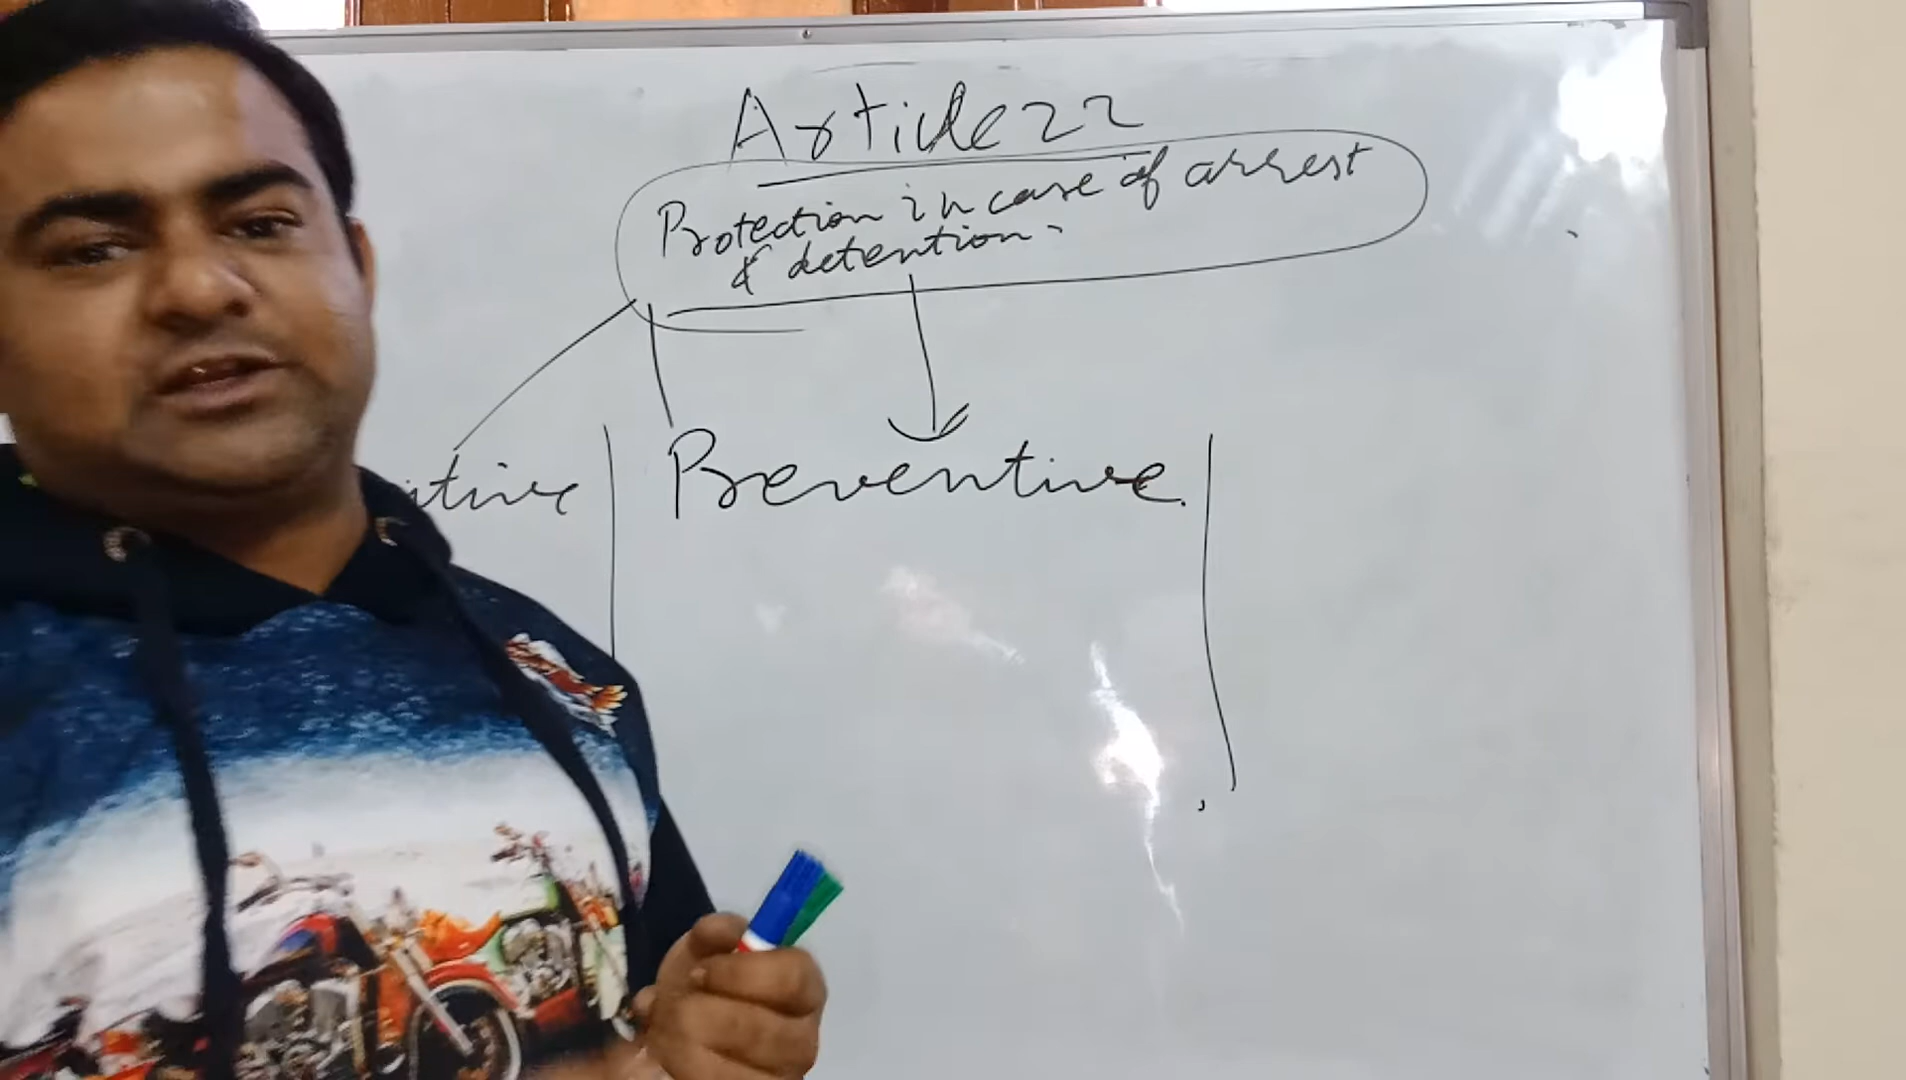 Article 22
Protection in case of arrest
& detention.
Preventive.